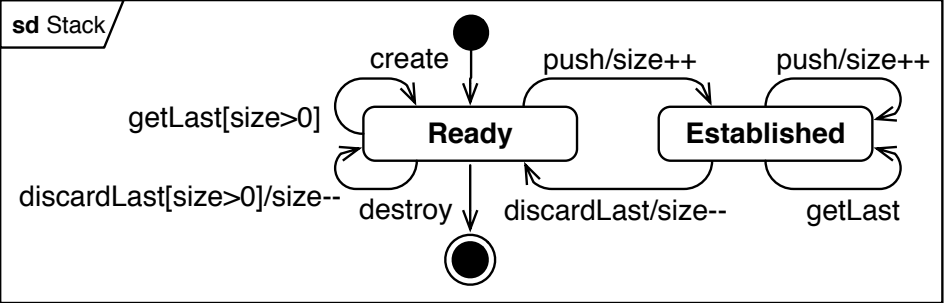 sd Stack
create
push/size++
push/size++
getLast[size>0]
Ready
Established
discardLast[size>0]/size--
destroy
discardLast/size--
getLast